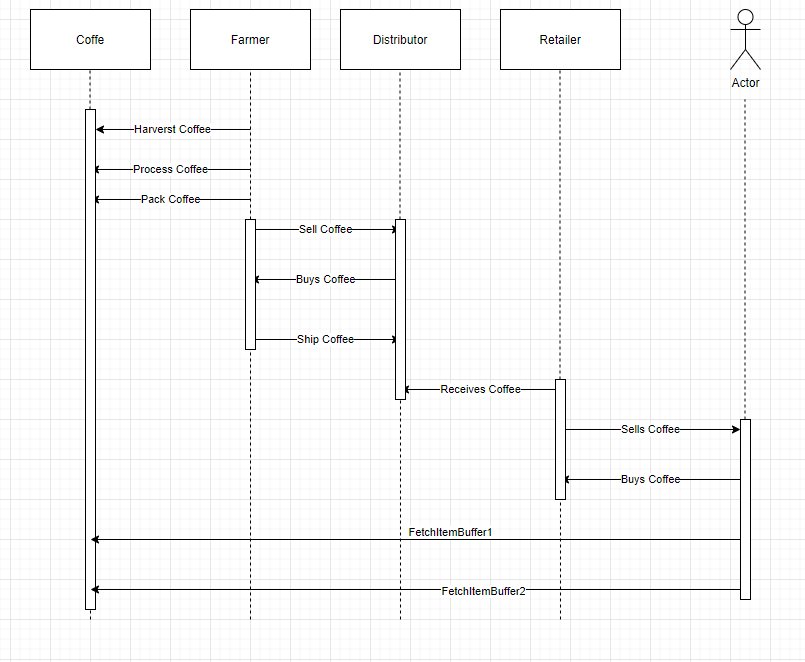 Coffe
Farmer
Distributor
Retailer
Actor
Harverst Coffee
Process Coffee
Pack Coffee
Sell Coffee
Buys Coffee
Ship Coffee
Receives Coffee
Sells Coffee
Buys Coffee
FetchItemBuffer1
FetchItemBuffer2